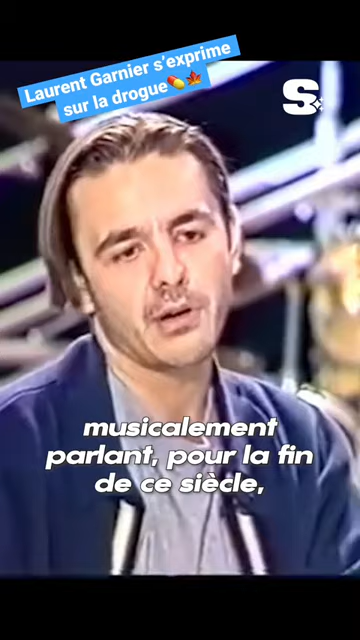 Laurent Garnier s'exprime
sur la drogue💊🍁
S
musicalement
parlant, pour la fin
de ce siècle,